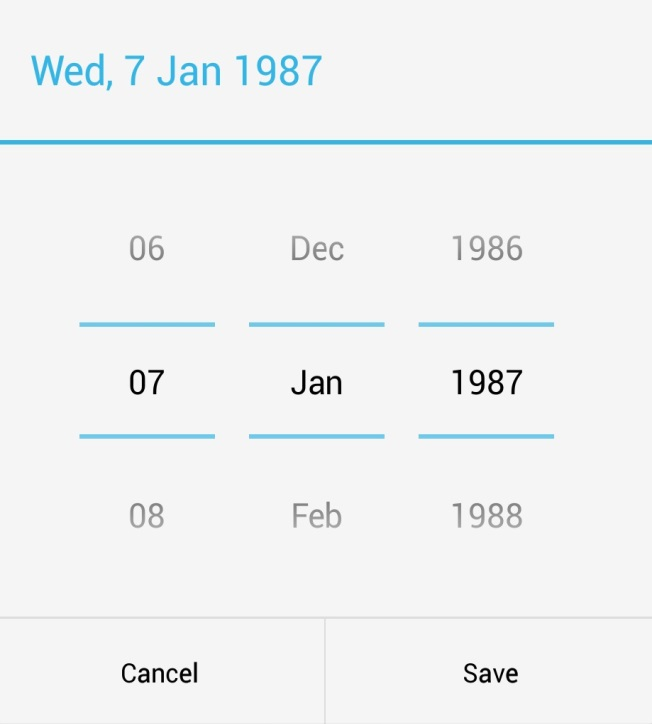 Wed, 7 Jan 1987
06 Dec 1986
07 Jan 1987
08 Feb 1988
Cancel Save